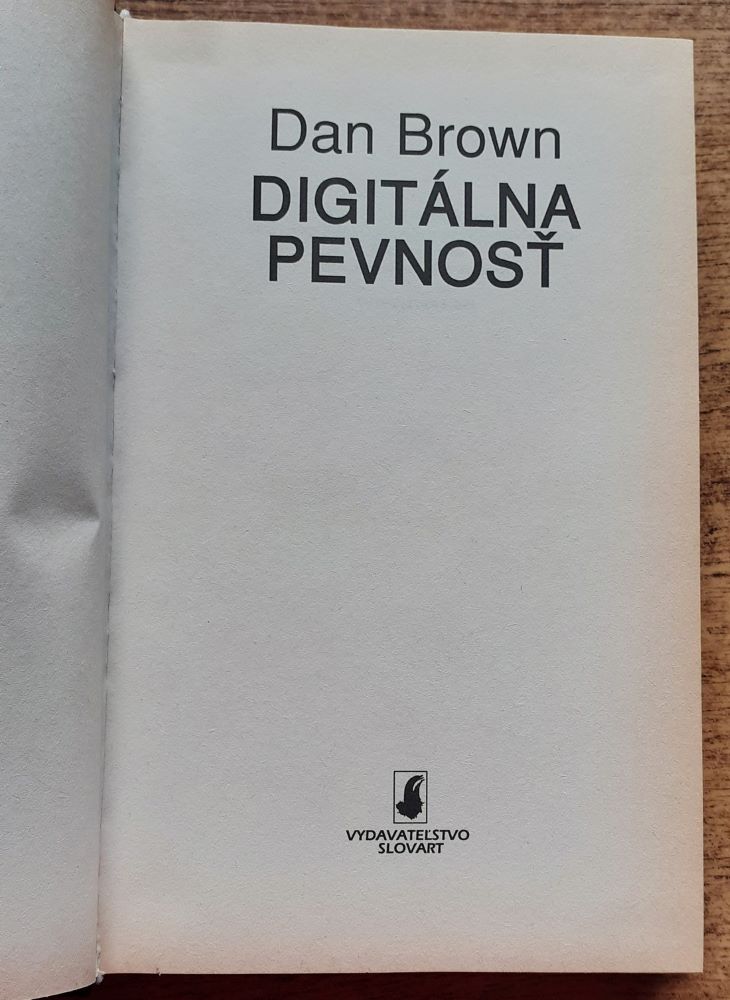 Dan Brown
DIGITÁLNA
PEVNOSŤ
VYDAVATEĽSTVO
SLOVART